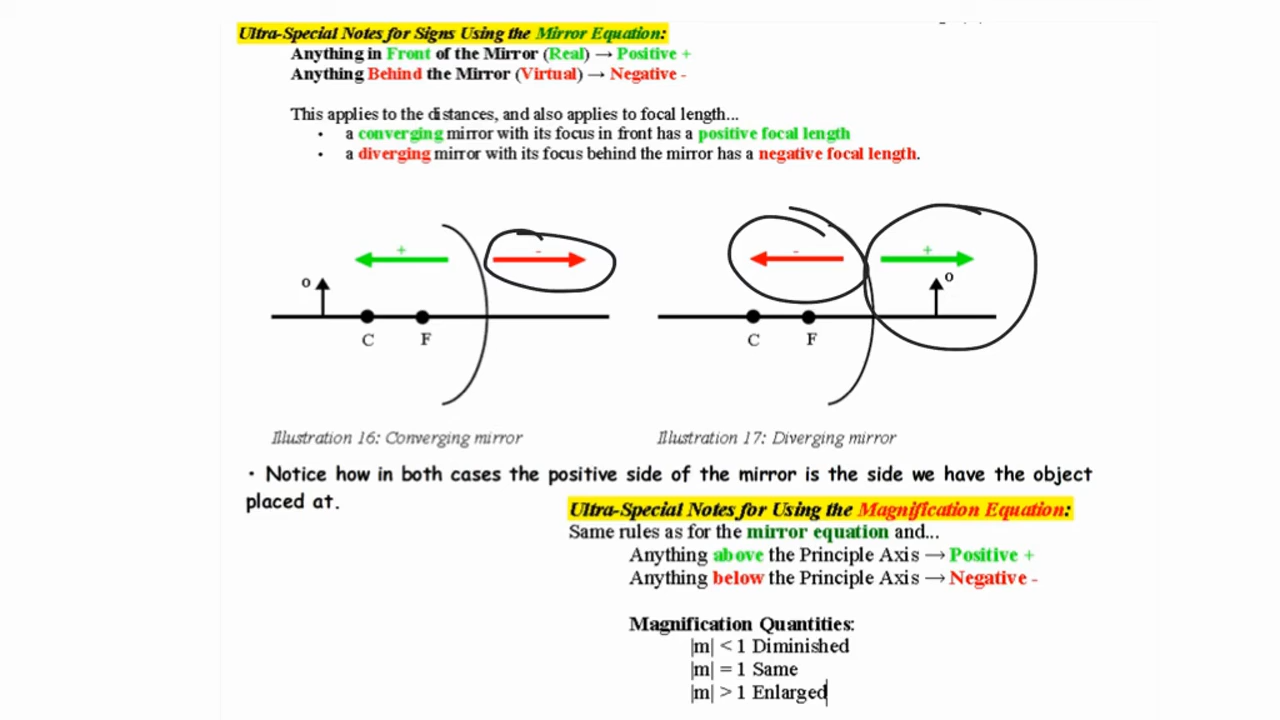 Ultra-Special Notes for Signs Using the Mirror Equation:
Anything in Front of the Mirror (Real) → Positive +
Anything Behind the Mirror (Virtual) → Negative -
This applies to the distances, and also applies to focal length...
• a converging mirror with its focus in front has a positive focal length
• a diverging mirror with its focus behind the mirror has a negative focal length.
+ - - +
o o
C F C F
Illustration 16: Converging mirror Illustration 17: Diverging mirror
• Notice how in both cases the positive side of the mirror is the side we have the object
placed at.
Ultra-Special Notes for Using the Magnification Equation:
Same rules as for the mirror equation and...
Anything above the Principle Axis → Positive +
Anything below the Principle Axis → Negative -
Magnification Quantities:
|m| < 1 Diminished
|m| = 1 Same
|m| > 1 Enlarged